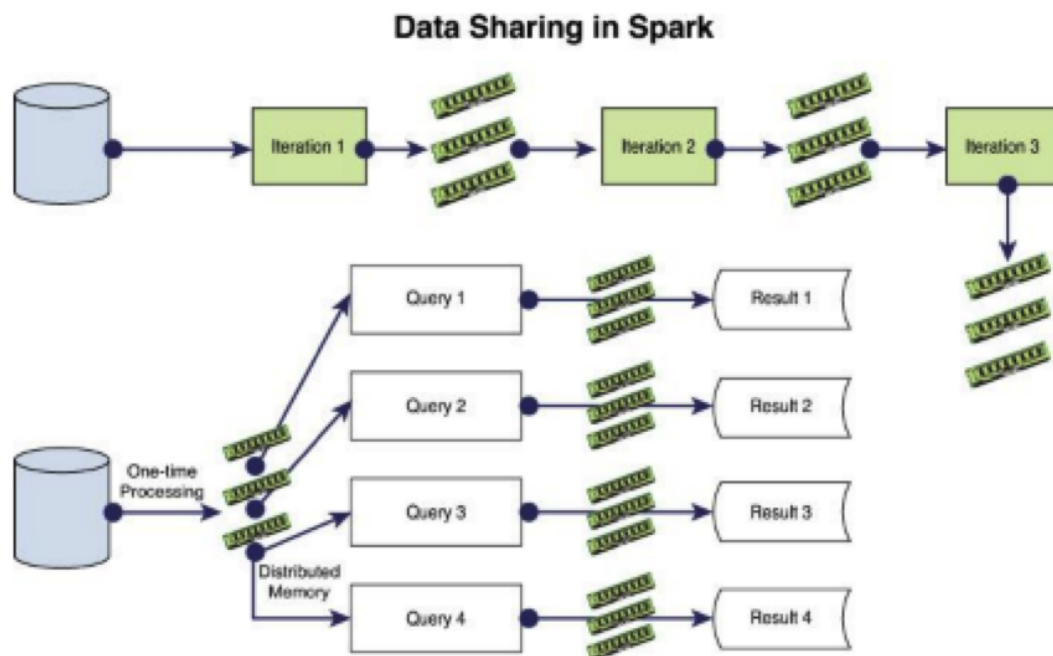 Data Sharing in Spark
Iteration 1
Iteration 2
Iteration 3
Query 1
Result 1
Query 2
Result 2
One-time
Processing
Query 3
Result 3
Distributed
Memory
Query 4
Result 4